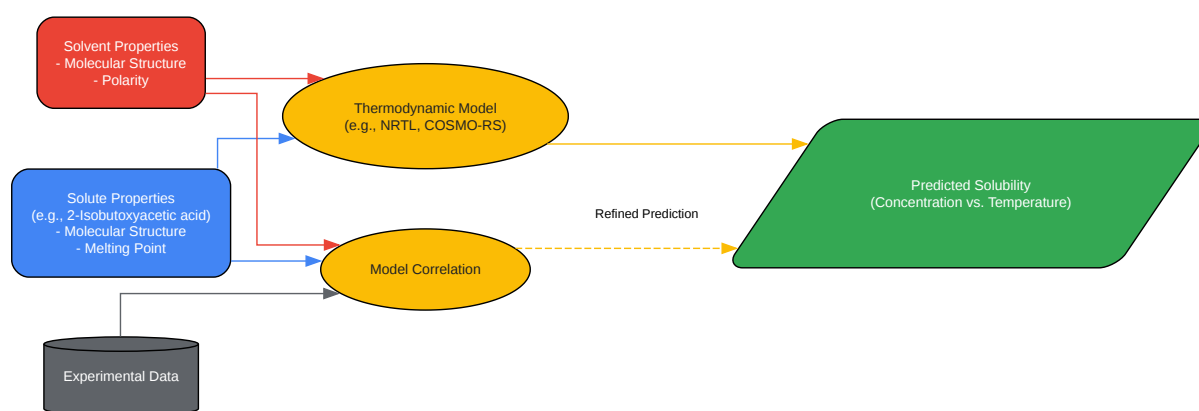 Solvent Properties
- Molecular Structure
- Polarity
Thermodynamic Model
(e.g., NRTL, COSMO-RS)
Solute Properties
(e.g., 2-Isobutoxyacetic acid)
- Molecular Structure
- Melting Point
Predicted Solubility
(Concentration vs. Temperature)
Refined Prediction
Model Correlation
Experimental Data